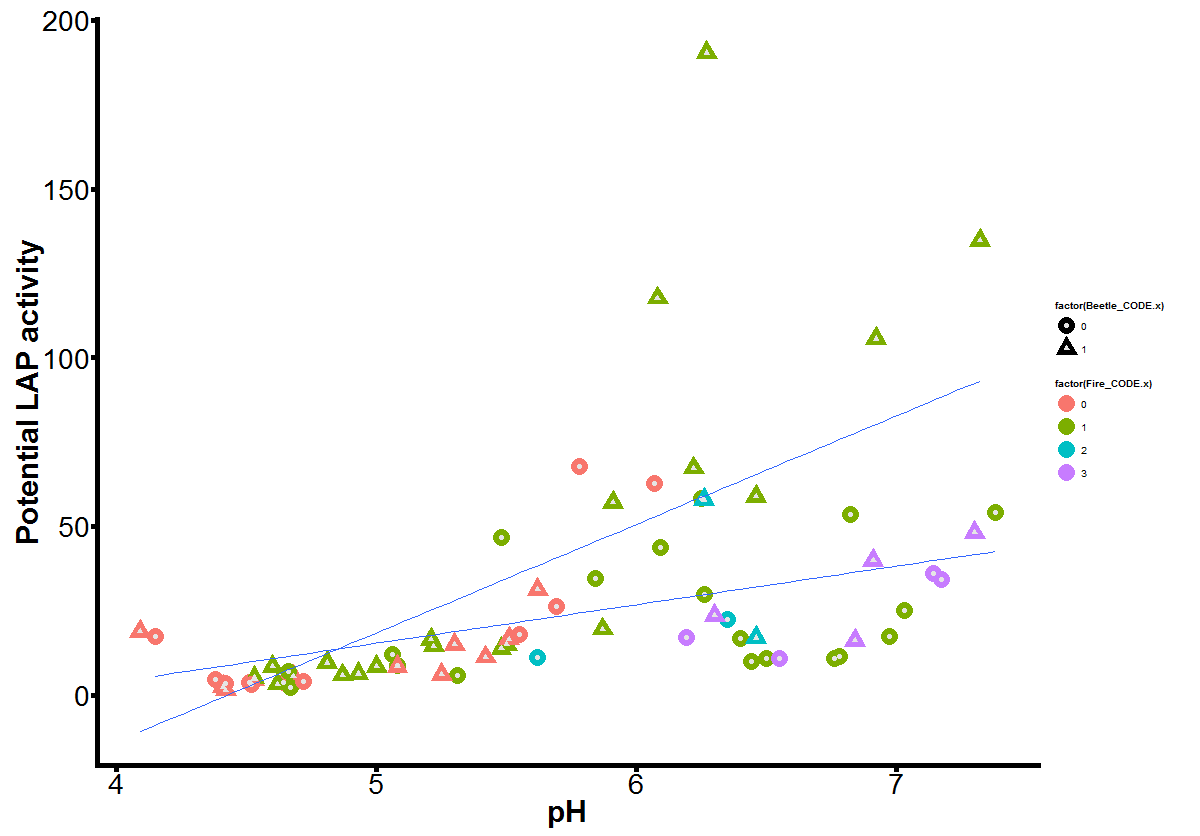 200
150
100
50
0
Potential LAP activity
4 5 6 7
pH
factor(Beetle_CODE.x)
0
1
factor(Fire_CODE.x)
0
1
2
3